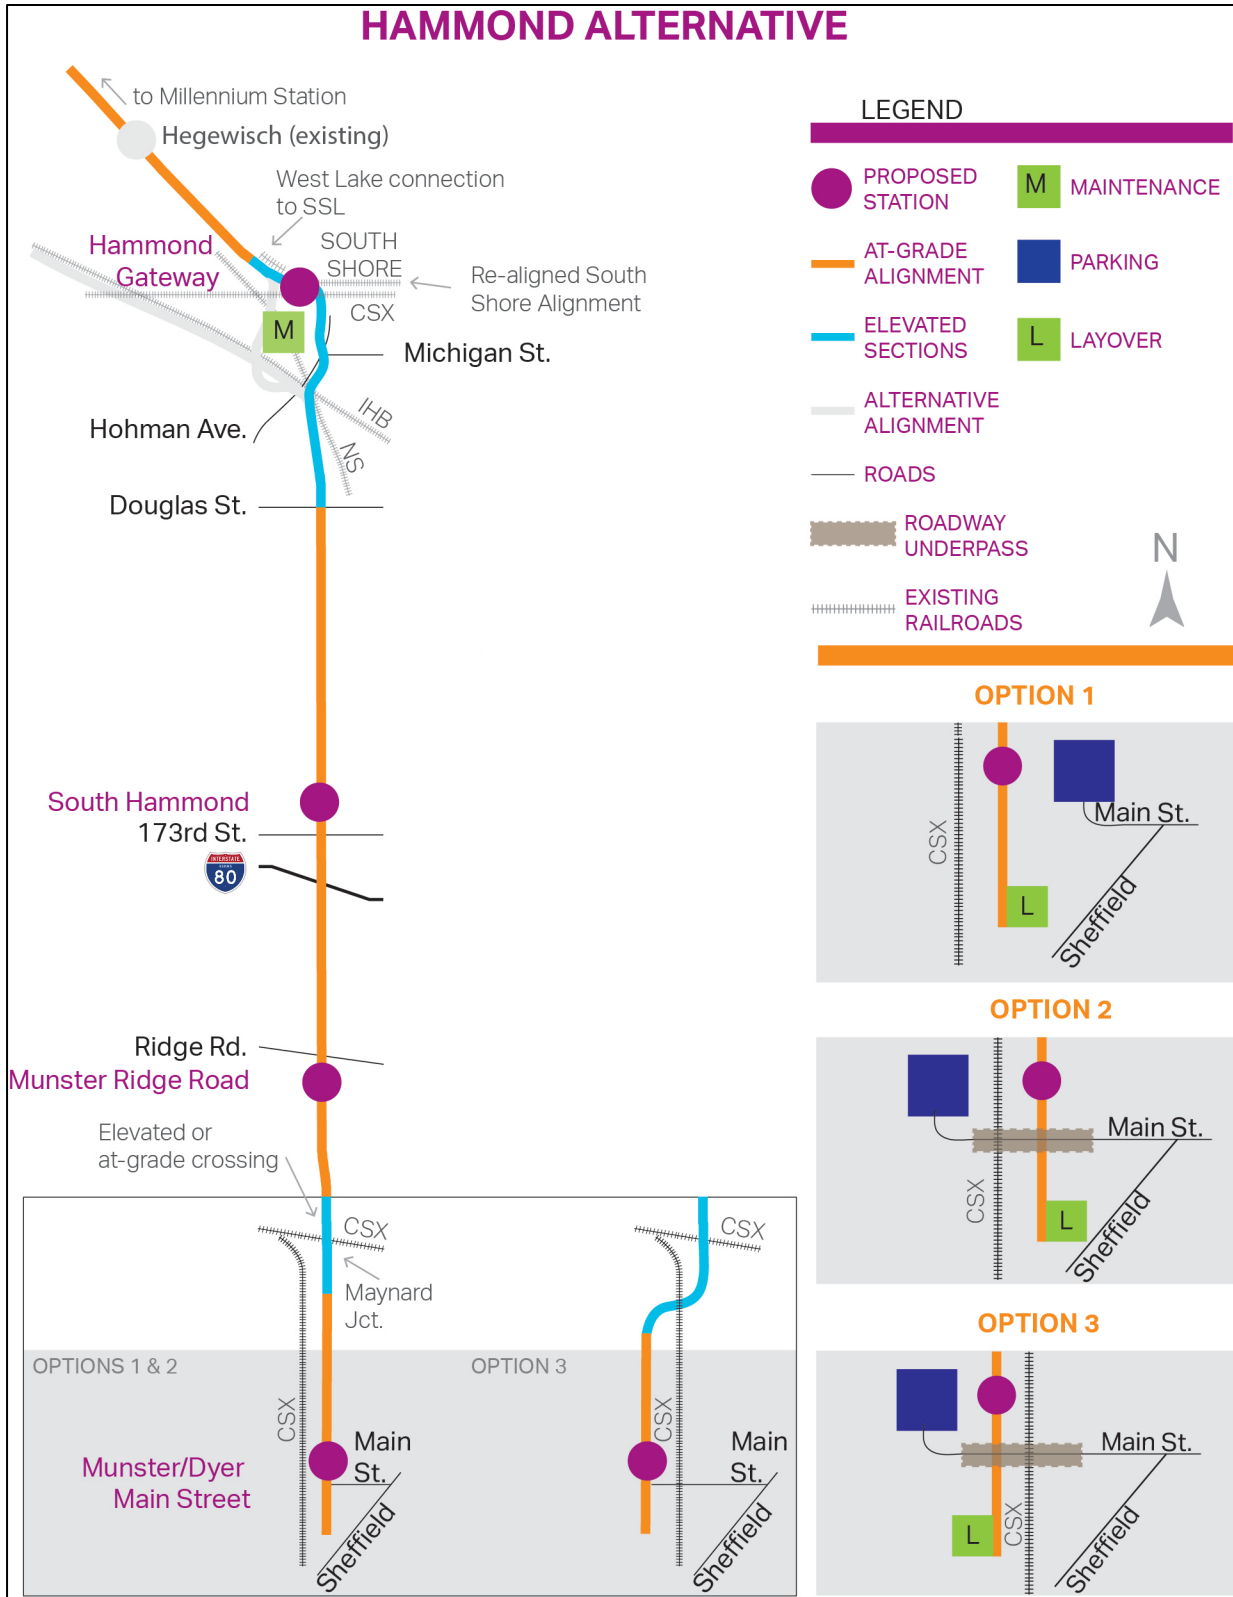 HAMMOND ALTERNATIVE
to Millennium Station
Hegewisch (existing)
West Lake connection
to SSL
Hammond
Gateway
SOUTH
SHORE
Re-aligned South
Shore Alignment
CSX
M
Michigan St.
IHB
Hohman Ave.
NS
Douglas St.
South Hammond
173rd St.
INTERSTATE
80
Ridge Rd.
Munster Ridge Road
Elevated or
at-grade crossing
CSX
Maynard
Jct.
OPTIONS 1 & 2
CSX
Main
St.
Munster/Dyer
Main Street
Sheffield
CSX
OPTION 3
CSX
Main
St.
Sheffield
LEGEND
PROPOSED
STATION
M
MAINTENANCE
AT-GRADE
ALIGNMENT
PARKING
ELEVATED
SECTIONS
L
LAYOVER
ALTERNATIVE
ALIGNMENT
ROADS
ROADWAY
UNDERPASS
N
EXISTING
RAILROADS
OPTION 1
Main St.
CSX
L
Sheffield
OPTION 2
Main St.
CSX
L
Sheffield
OPTION 3
Main St.
CSX
L
Sheffield